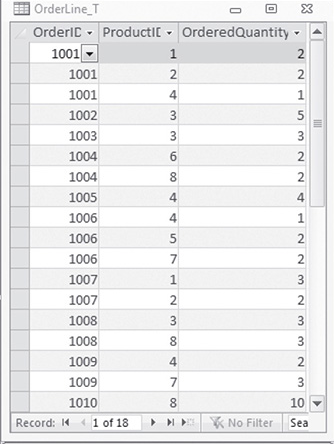 OrderLine_T
OrderID ProductID OrderedQuantity
1001 1 2
1001 2 2
1001 4 1
1002 3 5
1003 3 3
1004 6 2
1004 8 2
1005 4 4
1006 4 1
1006 5 2
1006 7 2
1007 1 3
1007 2 2
1008 3 3
1008 8 3
1009 4 2
1009 7 3
1010 8 10
Record: 1 of 18 No Filter Sea